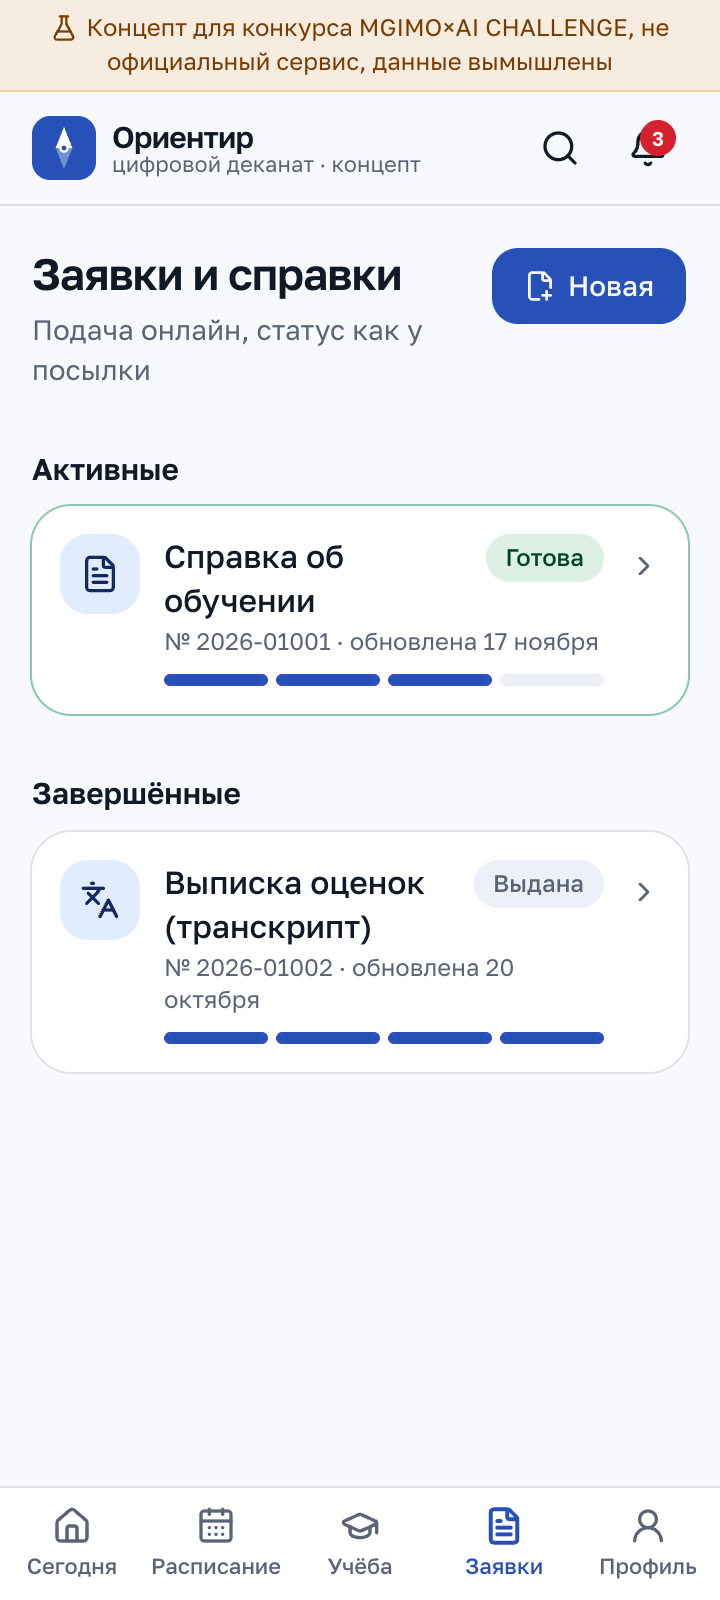 Концепт для конкурса MGIMO×AI CHALLENGE, не
официальный сервис, данные вымышлены
Ориентир
цифровой деканат · концепт
3
Заявки и справки
Новая
Подача онлайн, статус как у
посылки
Активные
Справка об
обучении
Готова
№ 2026-01001 · обновлена 17 ноября
Завершённые
Выписка оценок
(транскрипт)
Выдана
№ 2026-01002 · обновлена 20
октября
Сегодня
Расписание
Учёба
Заявки
Профиль